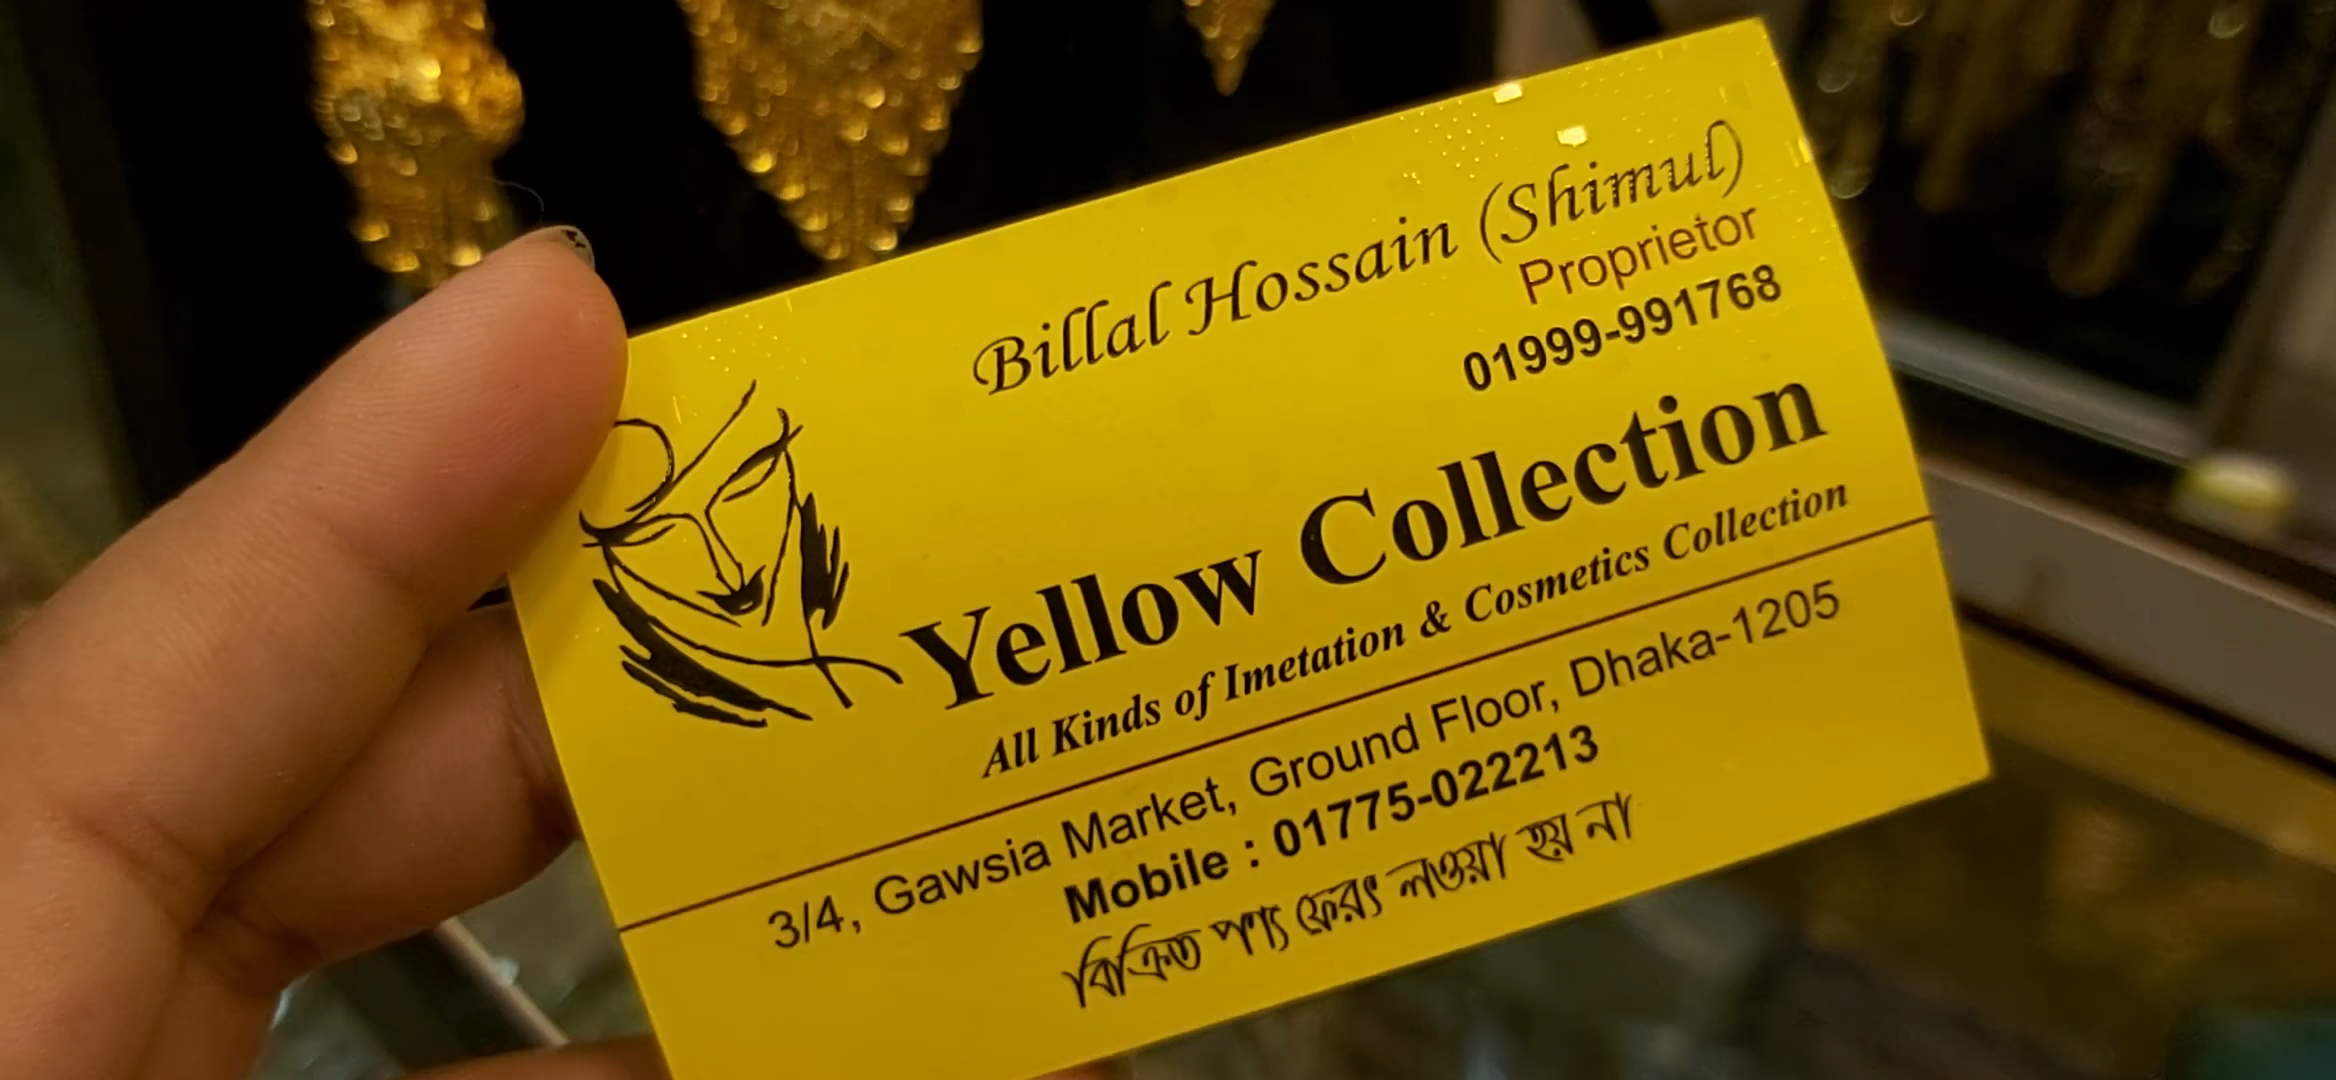 Billal Hossain (Shimul)
Proprietor
01999-991768
Yellow Collection
All Kinds of Imetation & Cosmetics Collection
3/4, Gawsia Market, Ground Floor, Dhaka-1205
Mobile : 01775-022213
বিক্রিত পণ্য ফেরৎ লওয়া হয় না